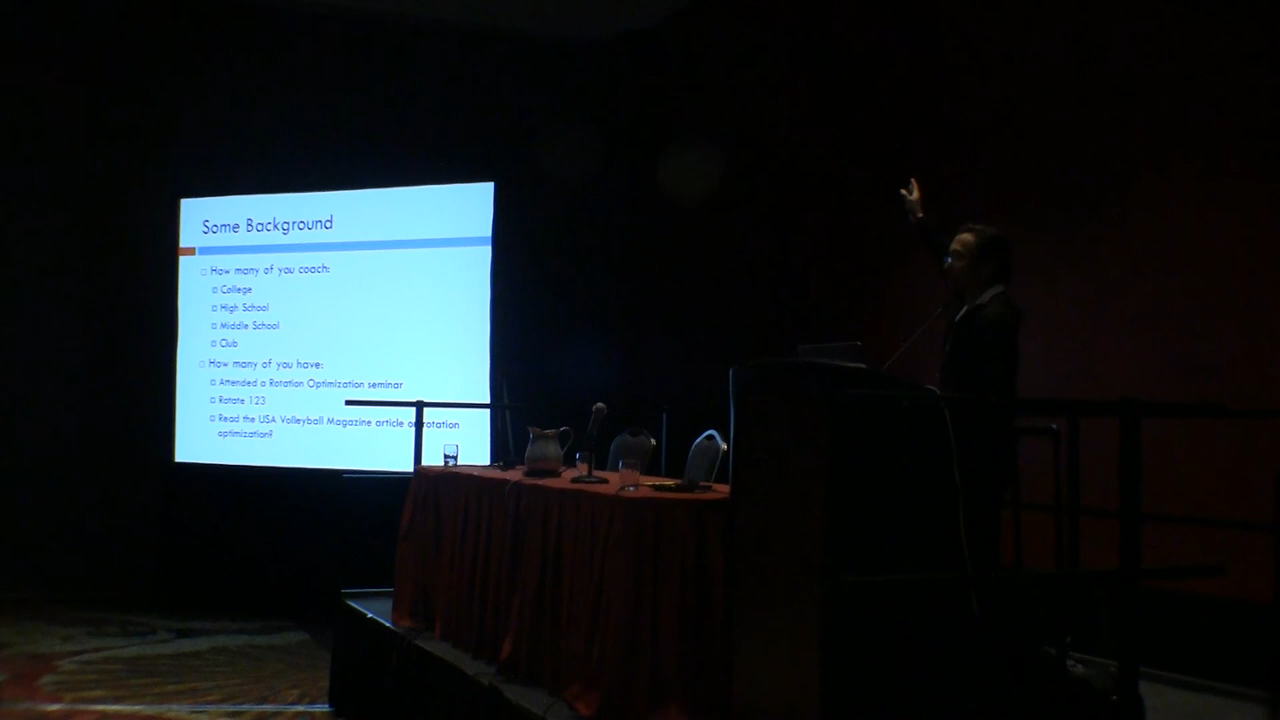 Some Background
How many of you coach:
College
High School
Middle School
Club
How many of you have:
Attended a Rotation Optimization seminar
Rotate 123
Read the USA Volleyball Magazine article on rotation
optimization?